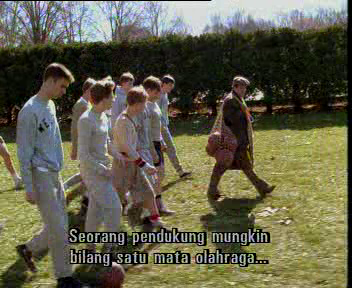 Seorang pendukung mungkin
bilang satu mata olahraga...